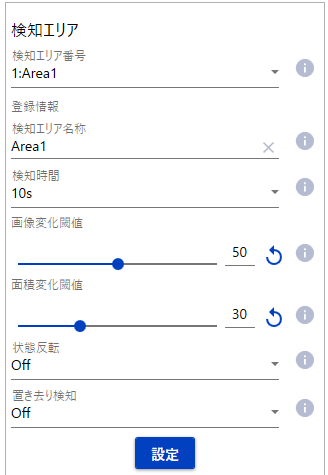 検知エリア
検知エリア番号
1:Area1
登録情報
検知エリア名称
Area1
検知時間
10s
画像変化閾値
50
面積変化閾値
30
状態反転
Off
置き去り検知
Off
設定